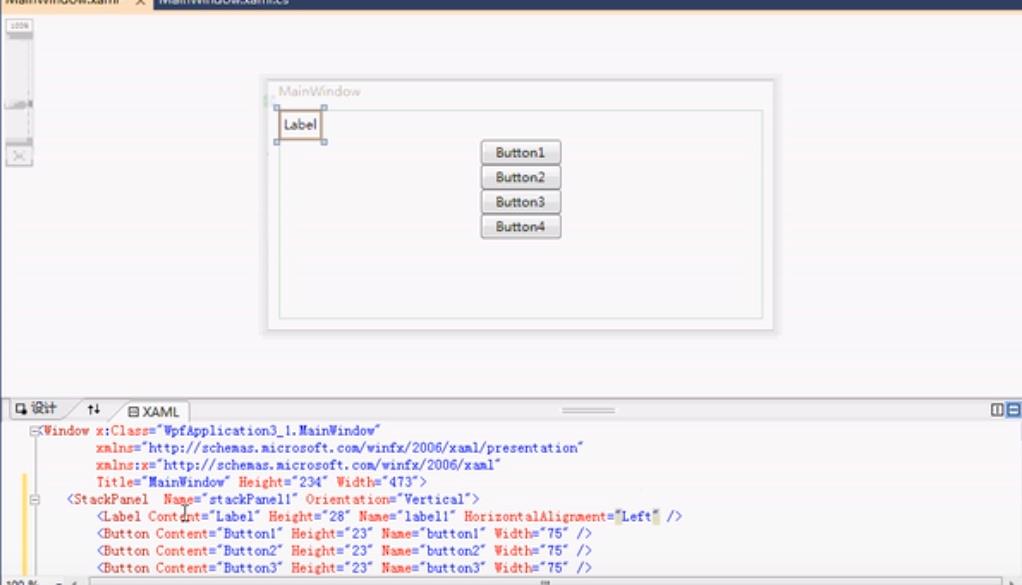 MainWindow.xaml × MainWindow.xaml.cs
100%
MainWindow
Label
Button1
Button2
Button3
Button4
设计 XAML
<Window x:Class="WpfApplication3_1.MainWindow"
xmlns="http://schemas.microsoft.com/winfx/2006/xaml/presentation"
xmlns:x="http://schemas.microsoft.com/winfx/2006/xaml"
Title="MainWindow" Height="234" Width="473">
<StackPanel Name="stackPanel1" Orientation="Vertical">
<Label Content="Label" Height="28" Name="label1" HorizontalAlignment="Left" />
<Button Content="Button1" Height="23" Name="button1" Width="75" />
<Button Content="Button2" Height="23" Name="button2" Width="75" />
<Button Content="Button3" Height="23" Name="button3" Width="75" />
100 %